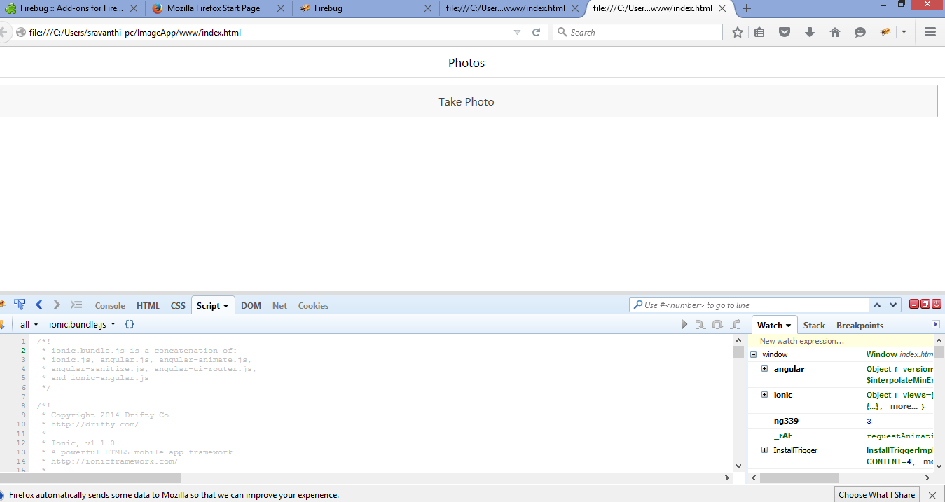 Firebug :: Add-ons for Fire... Mozilla Firefox Start Page Firebug file:///C:/User...www/index.html file:///C:/User...www/index.html
file:///C:/Users/sravanthi-pc/ImageApp/www/index.html Search
Photos
Take Photo
Console HTML CSS Script DOM Net Cookies Use #<number> to go to line
all ionic.bundle.js {} Watch Stack Breakpoints
1 /*! New watch expression...
2 * ionic.bundle.js is a concatenation of: window Window index.htm
3 * ionic.js, angular.js, angular-animate.js,
4 * angular-sanitize.js, angular-ui-router.js, angular Object { version
5 * and ionic-angular.js $interpolateMinEr
6 */
7 ionic Object { views={
8 /*! {...}, more... }
9 * Copyright 2014 Drifty Co.
10 * http://drifty.com/ ng339 3
11 *
12 * Ionic, v1.1.0 requestAnimati
13 * A powerful HTML5 mobile app framework.
14 * http://ionicframework.com/ InstallTrigger InstallTriggerImp
15 * CONTENT=4, mo
16
Firefox automatically sends some data to Mozilla so that we can improve your experience. Choose What I Share